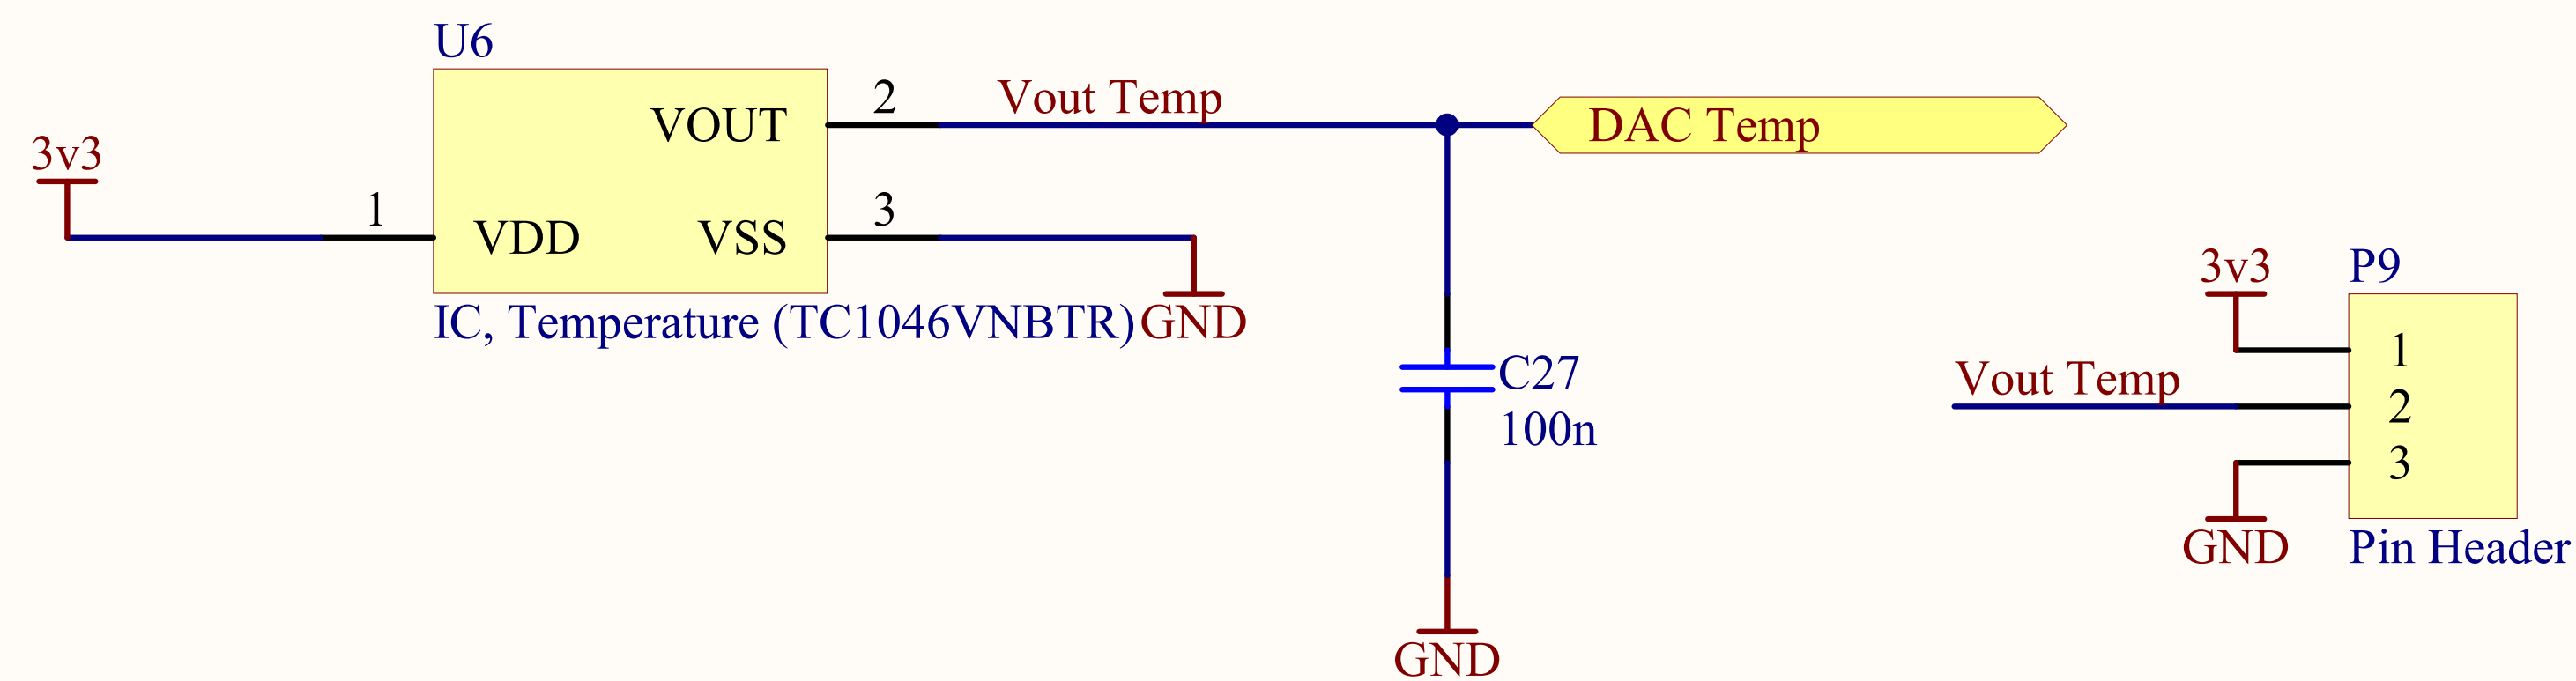 U6
VOUT
2
Vout Temp
DAC Temp
3v3
1
VDD
VSS
3
IC, Temperature (TC1046VNBTR)
GND
C27
100n
GND
3v3
P9
1
Vout Temp
2
3
GND
Pin Header